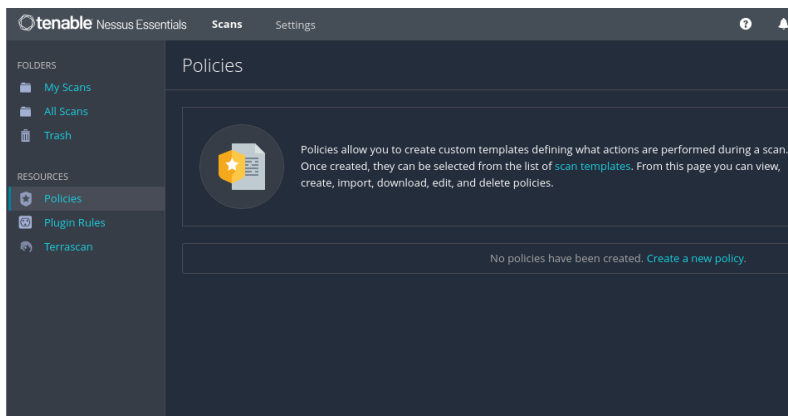 tenable Nessus Essentials Scans Settings
FOLDERS
My Scans
All Scans
Trash
RESOURCES
Policies
Plugin Rules
Terrascan
Policies
Policies allow you to create custom templates defining what actions are performed during a scan.
Once created, they can be selected from the list of scan templates. From this page you can view,
create, import, download, edit, and delete policies.
No policies have been created. Create a new policy.